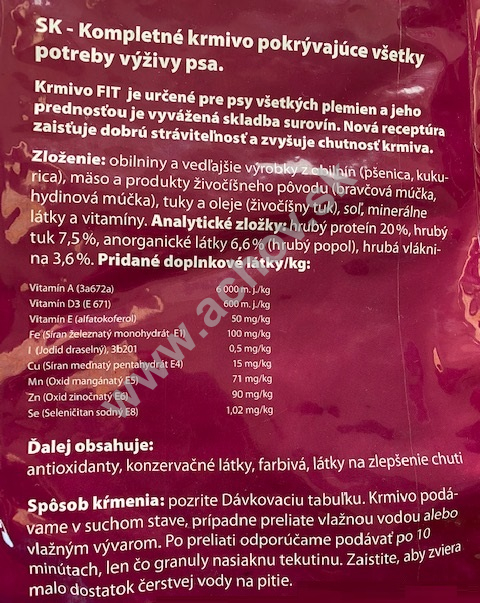 SK - Kompletné krmivo pokrývajúce všetky
potreby výživy psa.
Krmivo FIT je určené pre psy všetkých plemien a jeho
prednosťou je vyvážená skladba surovín. Nová receptúra
zaisťuje dobrú stráviteľnosť a zvyšuje chutnosť krmiva.
Zloženie: obilniny a vedľajšie výrobky z obilnín (pšenica, kuku-
rica), mäso a produkty živočíšneho pôvodu (bravčová múčka,
hydinová múčka), tuky a oleje (živočíšny tuk), soľ, minerálne
látky a vitamíny. Analytické zložky: hrubý proteín 20 %, hrubý
tuk 7,5 %, anorganické látky 6,6 % (hrubý popol), hrubá vlákni-
na 3,6 %. Pridané doplnkové látky/kg:
Vitamín A (3a672a) 6 000 m. j./kg
Vitamín D3 (E 671) 600 m. j./kg
Vitamín E (alfatokoferol) 50 mg/kg
Fe (Síran železnatý monohydrát E1) 100 mg/kg
I (Jodid draselný), 3b201 0,5 mg/kg
Cu (Síran meďnatý pentahydrát E4) 15 mg/kg
Mn (Oxid mangánatý E5) 71 mg/kg
Zn (Oxid zinočnatý E6) 90 mg/kg
Se (Seleničitan sodný E8) 1,02 mg/kg
Ďalej obsahuje:
antioxidanty, konzervačné látky, farbivá, látky na zlepšenie chuti
Spôsob kŕmenia: pozrite Dávkovaciu tabuľku. Krmivo podá-
vame v suchom stave, prípadne preliate vlažnou vodou alebo
vlažným vývarom. Po preliati odporúčame podávať po 10
minútach, len čo granuly nasiaknu tekutinu. Zaistite, aby zviera
malo dostatok čerstvej vody na pitie.